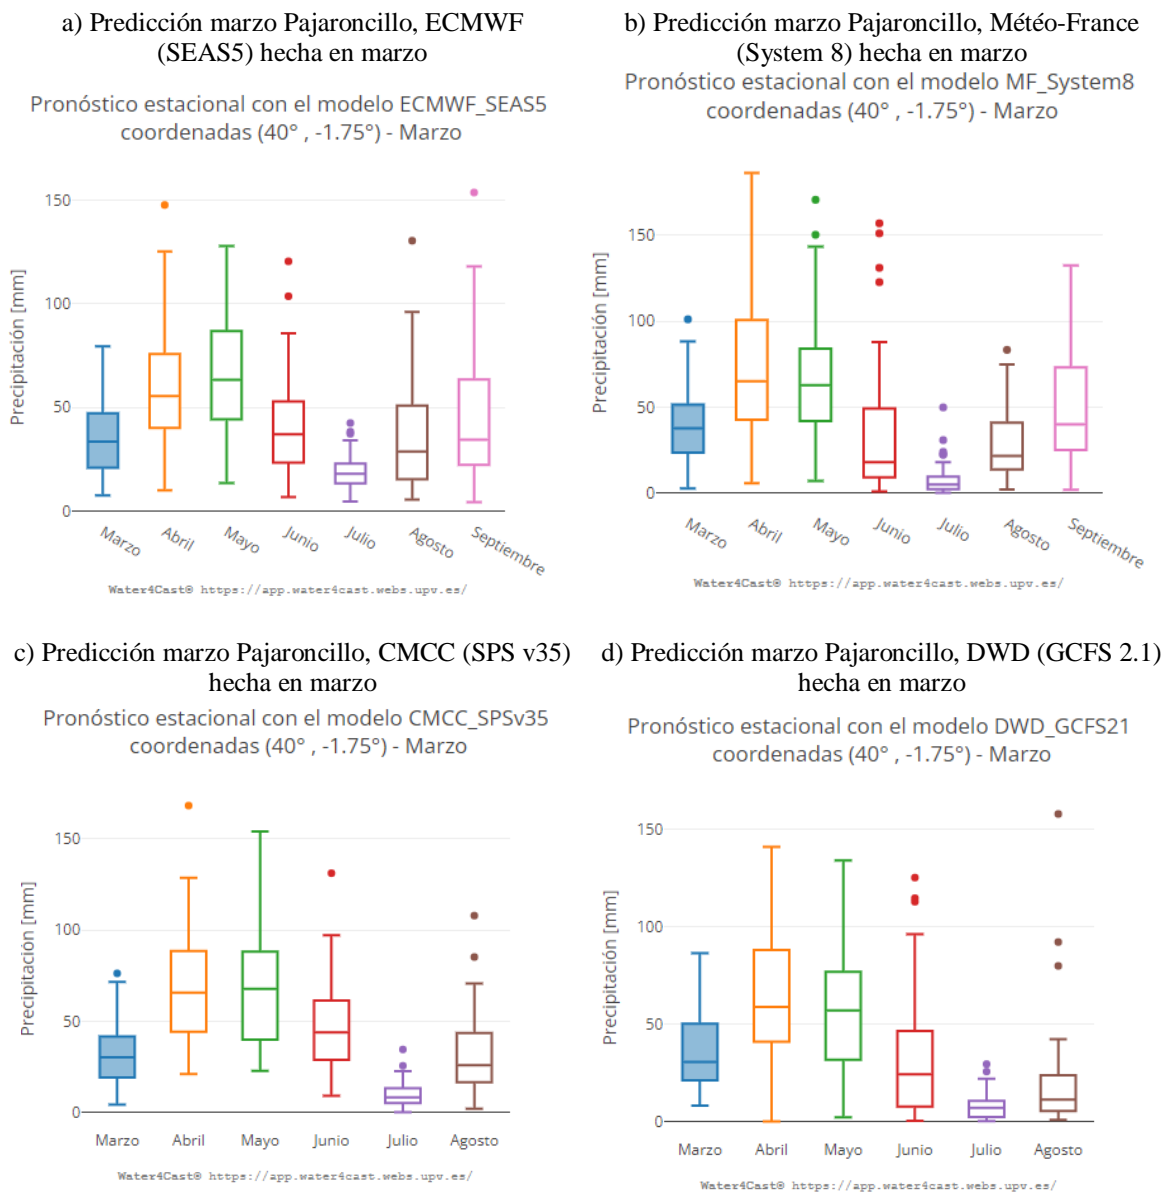 a) Predicción marzo Pajaroncillo, ECMWF
(SEAS5) hecha en marzo
Pronóstico estacional con el modelo ECMWF_SEAS5
coordenadas (40° , -1.75°) - Marzo
Precipitación [mm]
150
100
50
0
Marzo
Abril
Mayo
Junio
Julio
Agosto
Septiembre
Water4Cast® https://app.water4cast.webs.upv.es/
b) Predicción marzo Pajaroncillo, Météo-France
(System 8) hecha en marzo
Pronóstico estacional con el modelo MF_System8
coordenadas (40° , -1.75°) - Marzo
Precipitación [mm]
150
100
50
0
Marzo
Abril
Mayo
Junio
Julio
Agosto
Septiembre
Water4Cast® https://app.water4cast.webs.upv.es/
c) Predicción marzo Pajaroncillo, CMCC (SPS v35)
hecha en marzo
Pronóstico estacional con el modelo CMCC_SPSv35
coordenadas (40° , -1.75°) - Marzo
Precipitación [mm]
150
100
50
0
Marzo
Abril
Mayo
Junio
Julio
Agosto
Water4Cast® https://app.water4cast.webs.upv.es/
d) Predicción marzo Pajaroncillo, DWD (GCFS 2.1)
hecha en marzo
Pronóstico estacional con el modelo DWD_GCFS21
coordenadas (40° , -1.75°) - Marzo
Precipitación [mm]
150
100
50
0
Marzo
Abril
Mayo
Junio
Julio
Agosto
Water4Cast® https://app.water4cast.webs.upv.es/